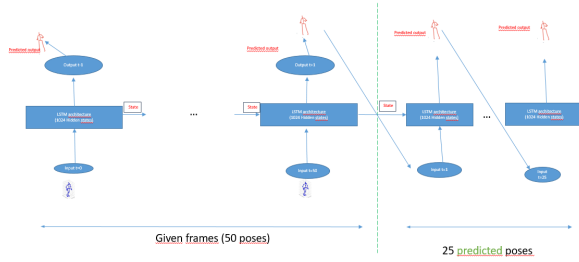 Predicted output
Output t=0
State
LSTM architecture
(1024 hidden states)
Input t=0
...
Predicted output
Output t=1
State
LSTM architecture
(1024 hidden states)
Input t=50
State
Predicted output
LSTM architecture
(1024 hidden states)
Input t=1
...
Predicted output
LSTM architecture
(1024 hidden states)
Input
t=25
Given frames (50 poses)
25 predicted poses